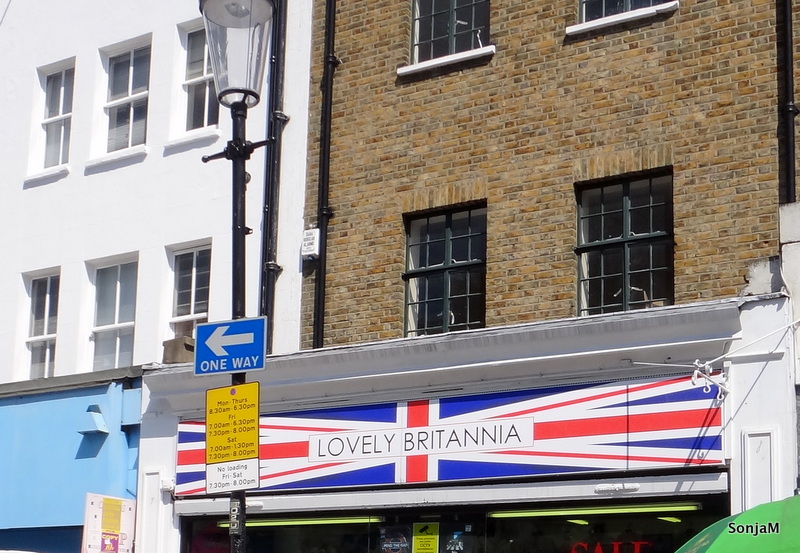 ONE WAY
Mon-Thurs
8.30am-6.30pm
Fri
7.00am-6.30pm
7.30pm-8.00pm
Sat
7.00am-1.30pm
7.30pm-8.00pm
No loading
Fri-Sat
7.30pm-8.00pm
LOVELY BRITANNIA
SALE
COPY
CCTV
SonjaM